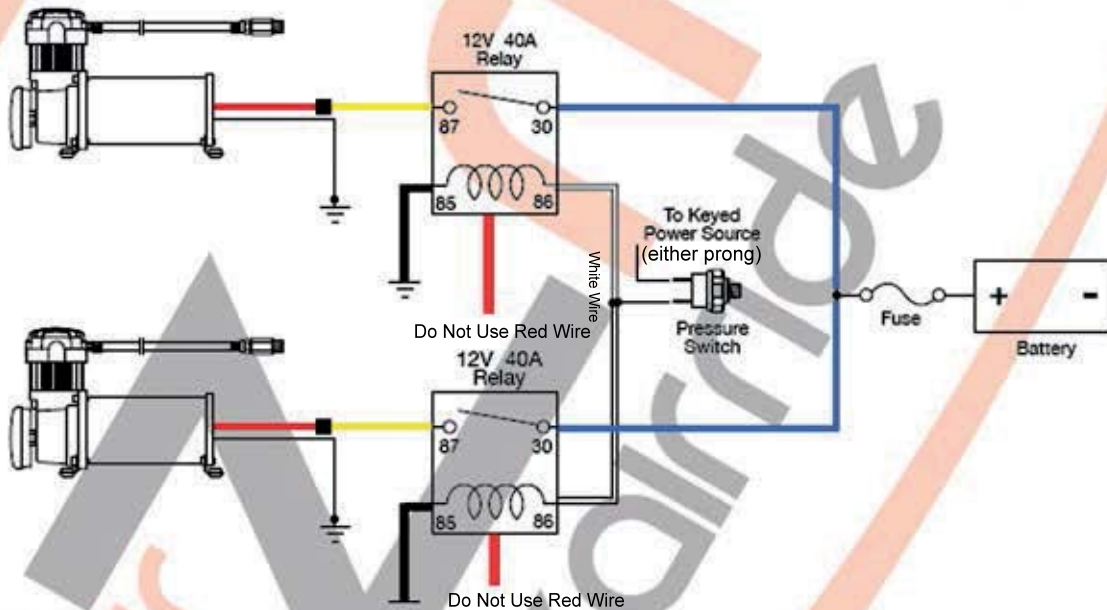 12V 40A
Relay
87
30
85
86
To Keyed
Power Source
(either prong)
White Wire
Pressure
Switch
Fuse
+ -
Battery
Do Not Use Red Wire
12V 40A
Relay
87
30
85
86
Do Not Use Red Wire
airride